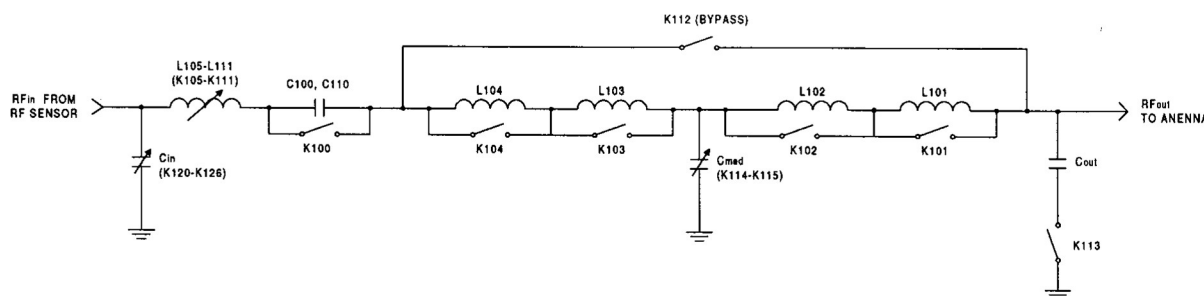 K112 (BYPASS)
L105-L111
(K105-K111)
C100, C110
L104
L103
L102
L101
RFin FROM
RF SENSOR
RFout
TO ANENNA
K100
K104
K103
K102
K101
Cin
(K120-K126)
Cmed
(K114-K115)
Cout
K113